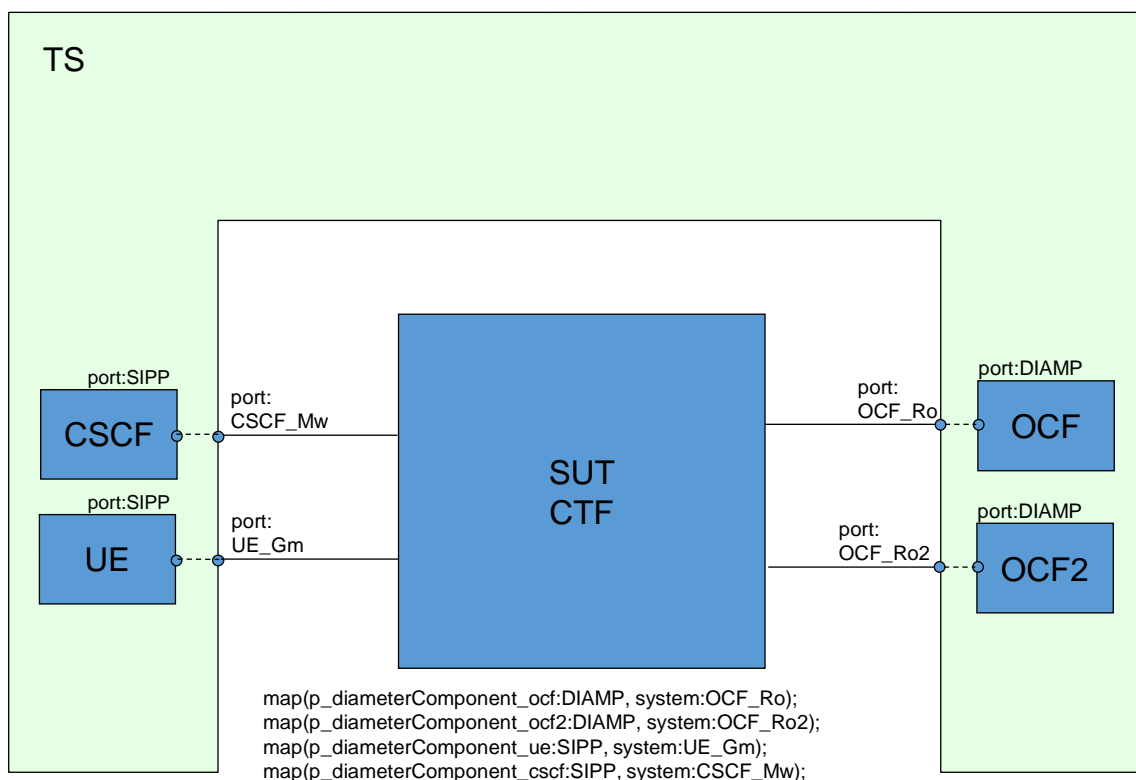 TS
port:SIPP
CSCF
port:
CSCF_Mw
port:SIPP
UE
port:
UE_Gm
SUT
CTF
port:
OCF_Ro
port:DIAMP
OCF
port:
OCF_Ro2
port:DIAMP
OCF2
map(p_diameterComponent_ocf:DIAMP, system:OCF_Ro);
map(p_diameterComponent_ocf2:DIAMP, system:OCF_Ro2);
map(p_diameterComponent_ue:SIPP, system:UE_Gm);
map(p_diameterComponent_cscf:SIPP, system:CSCF_Mw);